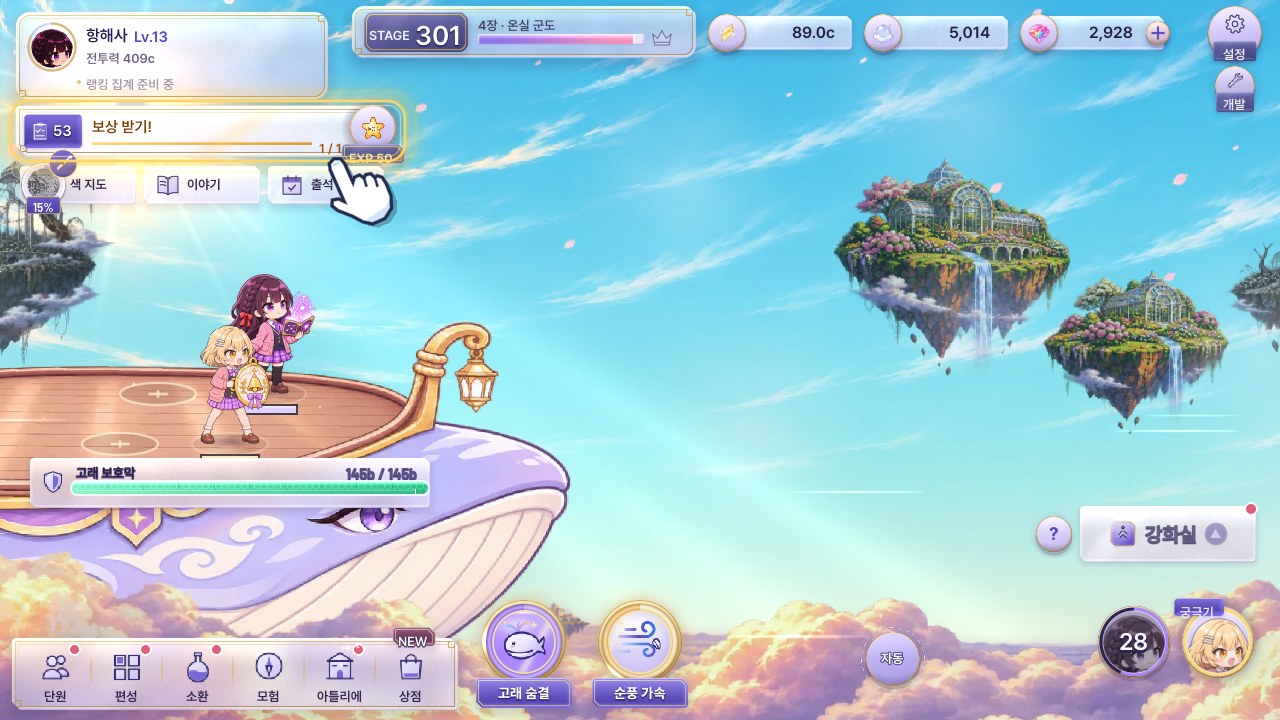 항해사 Lv.13
전투력 409c
랭킹 집계 준비 중
STAGE 301
4장 · 온실 군도
89.0c
5,014
2,928
설정
개발
53
보상 받기!
1/1
EXP 50
색 지도
15%
이야기
출석
고래 보호막
145b / 145b
?
강화실
궁극기
28
자동
NEW
단원
편성
소환
모험
아틀리에
상점
고래 숨결
순풍 가속